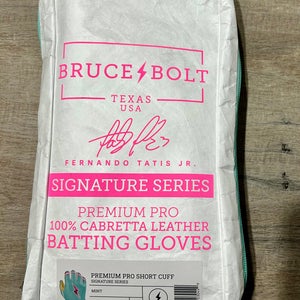 BRUCE BOLT
TEXAS
USA
FERNANDO TATIS JR.
SIGNATURE SERIES
PREMIUM PRO
100% CABRETTA LEATHER
BATTING GLOVES
PREMIUM PRO SHORT CUFF
SIGNATURE SERIES
MINT